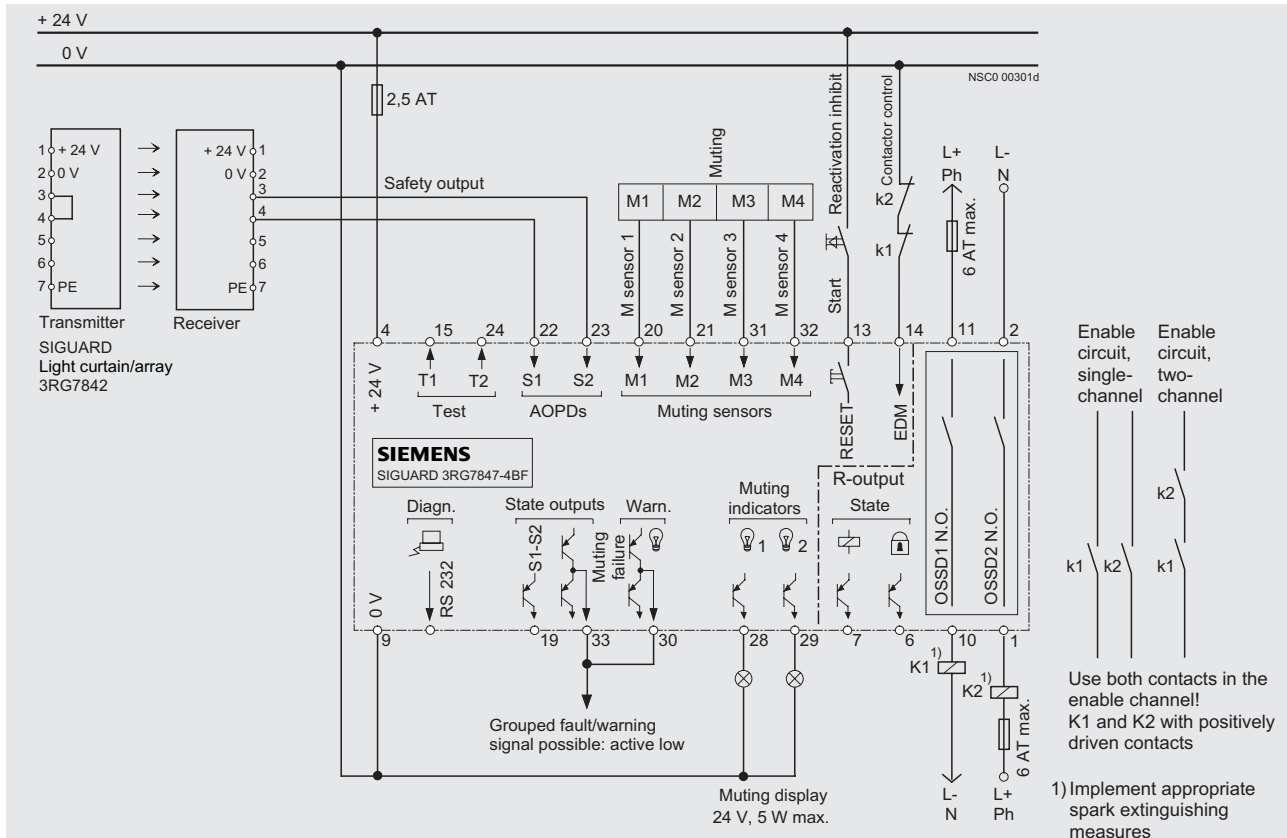 + 24 V
0 V
NSC0 00301d
2,5 AT
Reactivation inhibit
Contactor control
1 + 24 V
2 0 V
3
4
5
6
7 PE
+ 24 V 1
0 V 2
3
4
5
6
PE 7
Safety output
Muting
M1 M2 M3 M4
M sensor 1
M sensor 2
M sensor 3
M sensor 4
Start
k2
k1
L+
Ph
6 AT max.
L-
N
Transmitter
Receiver
SIGUARD
Light curtain/array
3RG7842
4 15 24 22 23 20 21 31 32 13 14 11 2
+ 24 V
T1 T2
Test
S1 S2
AOPDs
M1 M2 M3 M4
Muting sensors
RESET
EDM
SIEMENS
SIGUARD 3RG7847-4BF
R-output
OSSD1 N.O.
OSSD2 N.O.
Diagn.
RS 232
State outputs
S1-S2
Muting
failure
Warn.
Muting
indicators
1 2
State
0 V
9 19 33 30 28 29 7 6 10 1
Grouped fault/warning
signal possible: active low
Muting display
24 V, 5 W max.
K1 1)
K2 1)
6 AT max.
L-
N
L+
Ph
Enable
circuit,
single-
channel
Enable
circuit,
two-
channel
k1 k2
k2
k1
Use both contacts in the
enable channel!
K1 and K2 with positively
driven contacts
1) Implement appropriate
spark extinguishing
measures